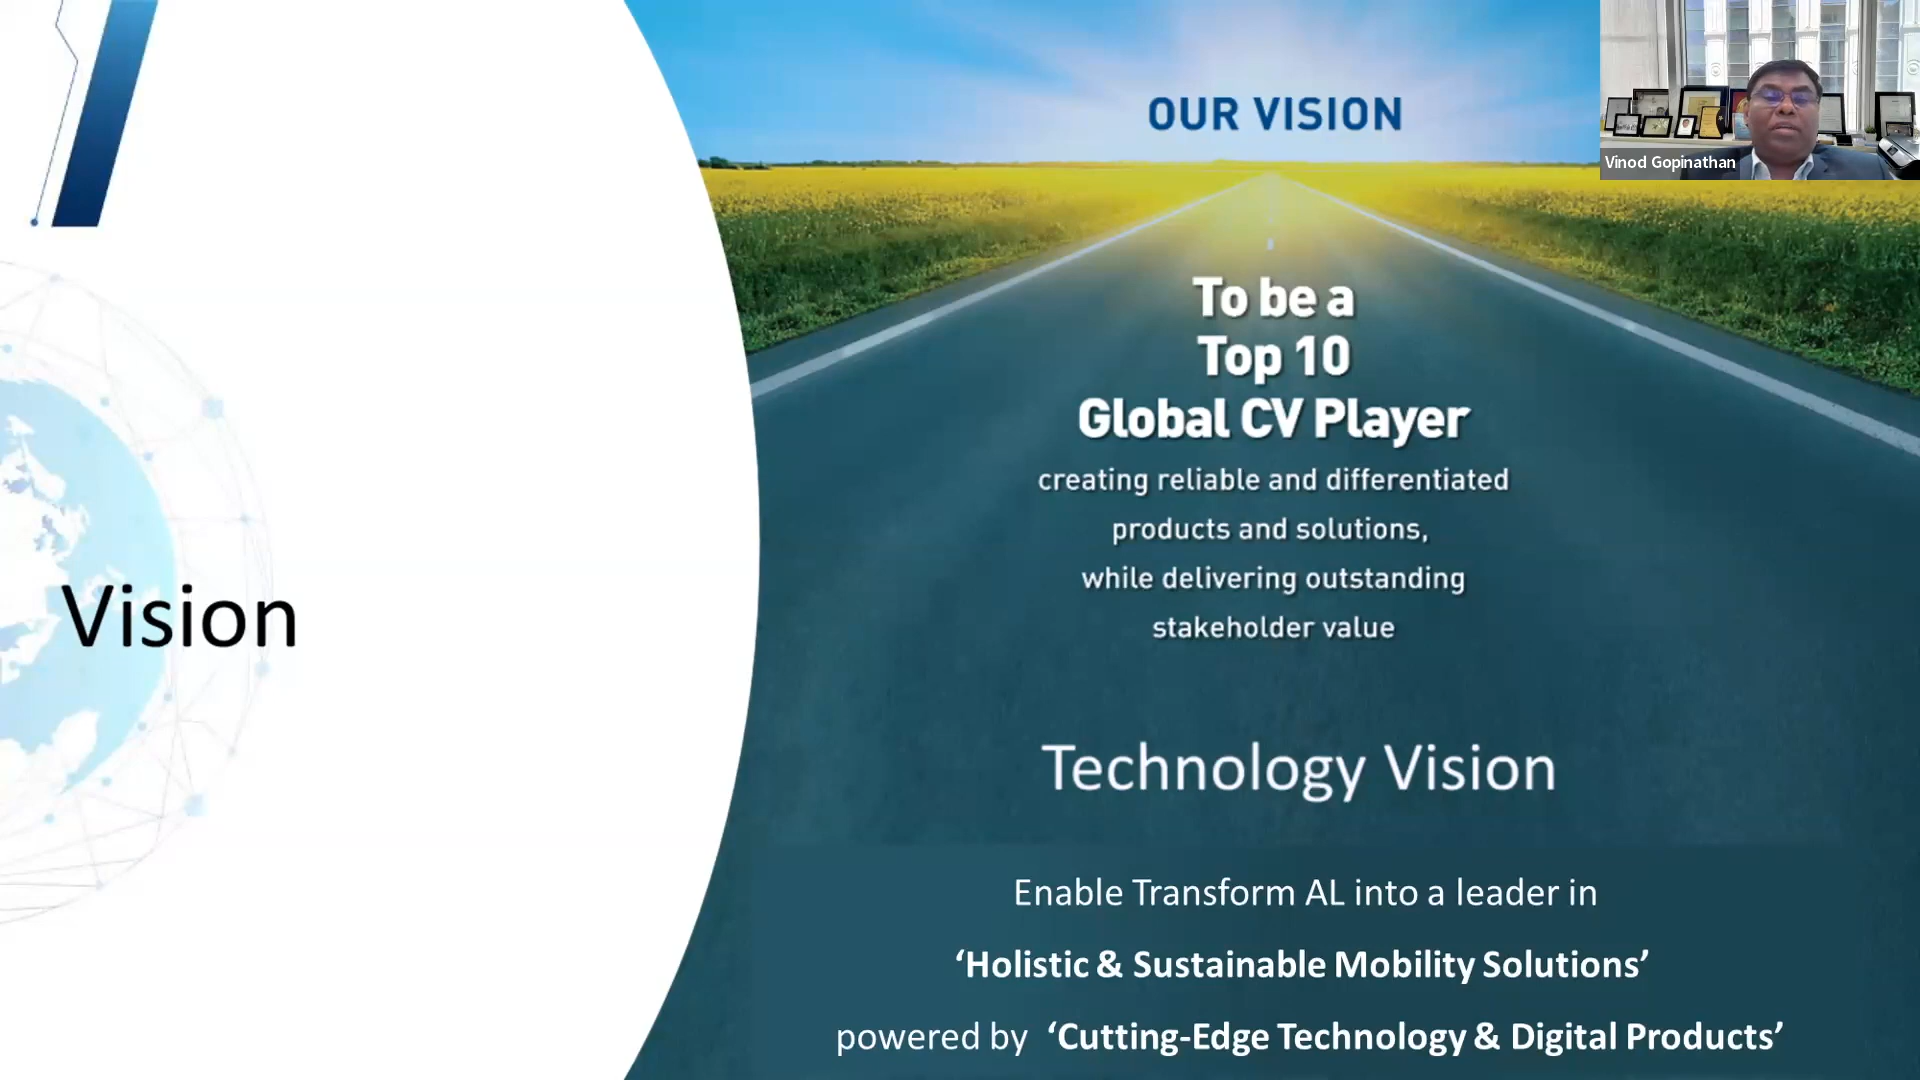 OUR VISION
Vinod Gopinathan
To be a
Top 10
Global CV Player
creating reliable and differentiated
products and solutions,
while delivering outstanding
stakeholder value
Vision
Technology Vision
Enable Transform AL into a leader in
‘Holistic & Sustainable Mobility Solutions’
powered by ‘Cutting-Edge Technology & Digital Products’